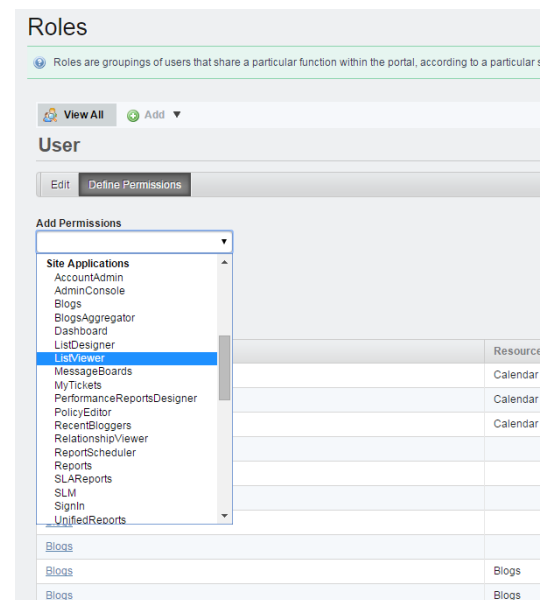 Roles
Roles are groupings of users that share a particular function within the portal, according to a particular s
View All Add
User
Edit Define Permissions
Add Permissions
Site Applications
AccountAdmin
AdminConsole
Blogs
BlogsAggregator
Dashboard
ListDesigner
ListViewer
MessageBoards
MyTickets
PerformanceReportsDesigner
PolicyEditor
RecentBloggers
RelationshipViewer
ReportScheduler
Reports
SLAReports
SLM
SignIn
UnifiedReports
Resource
Calendar
Calendar
Calendar
Blogs
Blogs
Blogs Blogs
Blogs Blogs